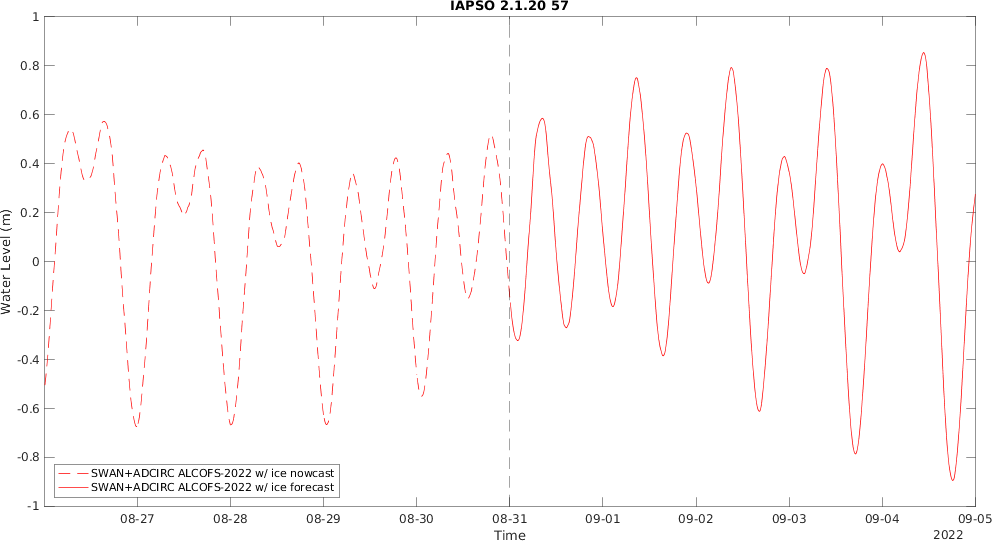 IAPSO 2.1.20 57
Water Level (m)
1
0.8
0.6
0.4
0.2
0
-0.2
-0.4
-0.6
-0.8
-1
SWAN+ADCIRC ALCOFS-2022 w/ ice nowcast
SWAN+ADCIRC ALCOFS-2022 w/ ice forecast
08-27 08-28 08-29 08-30 08-31 09-01 09-02 09-03 09-04 09-05
Time
2022